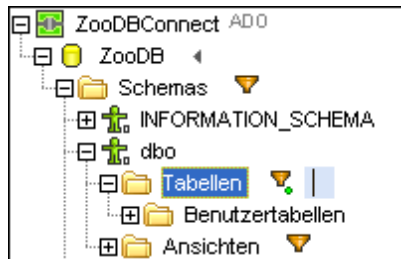 ZooDBConnect ADO
ZooDB
Schemas
INFORMATION_SCHEMA
dbo
Tabellen
Benutzertabellen
Ansichten